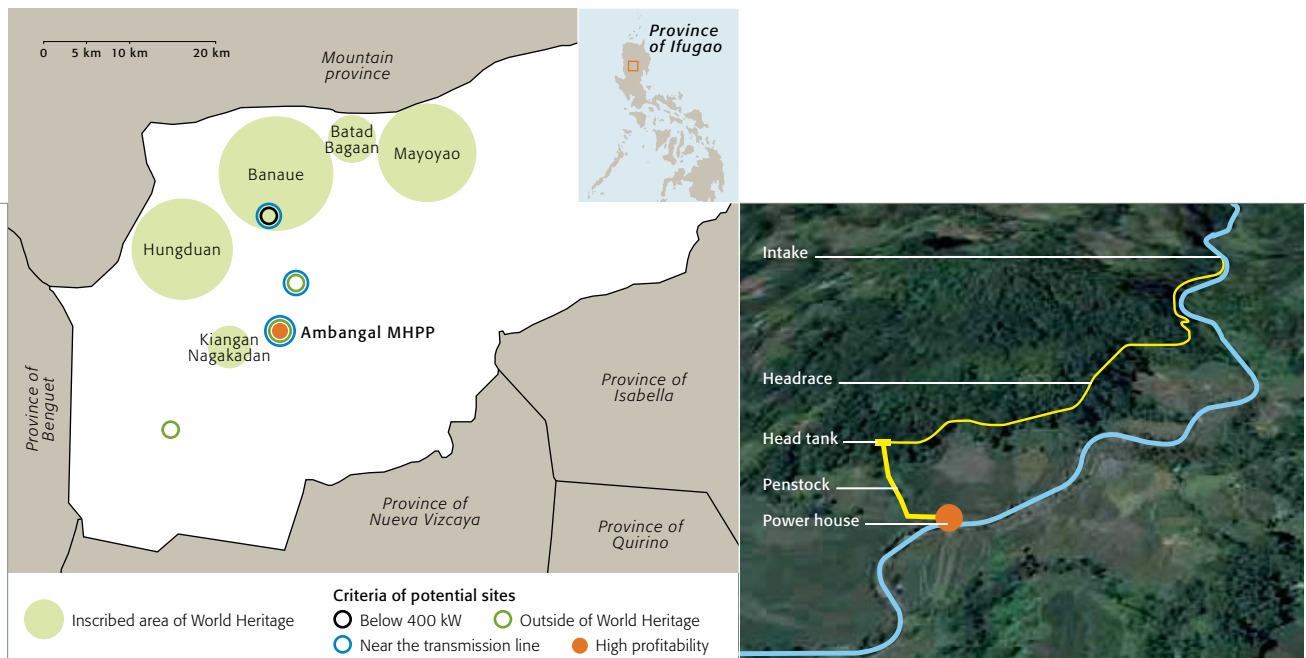 0 5 km 10 km 20 km
Mountain
province
Province
of Ifugao
Batad
Bagaan
Mayoyao
Banaue
Hungduan
Ambangal MHPP
Kiangan
Nagakadan
Province of
Benguet
Province of
Isabella
Province of
Nueva Vizcaya
Province of
Quirino
Inscribed area of World Heritage
Criteria of potential sites
Below 400 kW
Outside of World Heritage
Near the transmission line
High profitability
Intake
Headrace
Head tank
Penstock
Power house